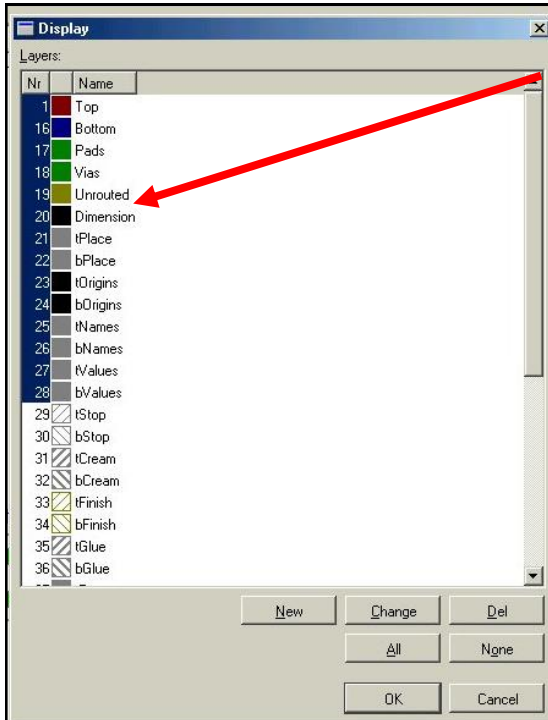 Display
Layers:
Nr Name
1 Top
16 Bottom
17 Pads
18 Vias
19 Unrouted
20 Dimension
21 tPlace
22 bPlace
23 tOrigins
24 bOrigins
25 tNames
26 bNames
27 tValues
28 bValues
29 tStop
30 bStop
31 tCream
32 bCream
33 tFinish
34 bFinish
35 tGlue
36 bGlue
New Change Del
All None
OK Cancel